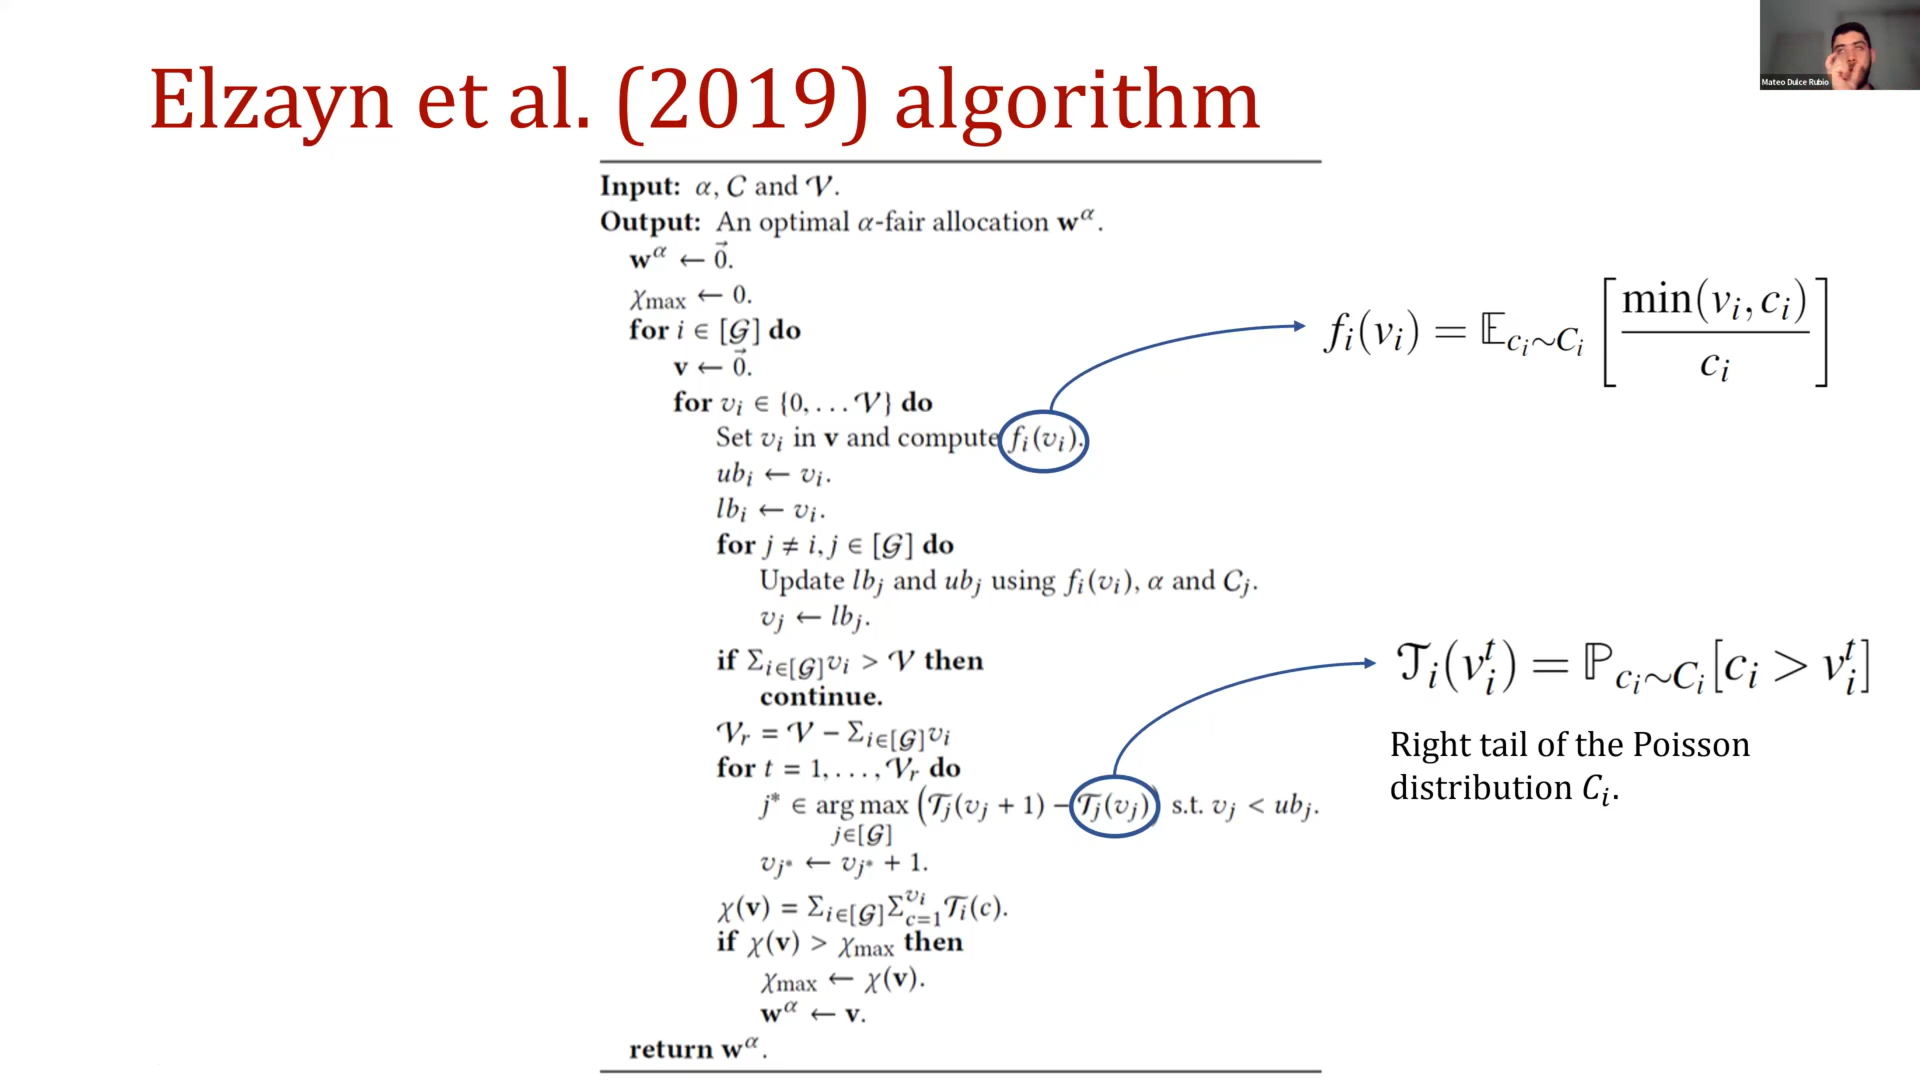 Mateo Dulce Rubio
Elzayn et al. (2019) algorithm
Input: α, C and 𝒱.
Output: An optimal α-fair allocation w^α.
w^α ← 0⃗.
χ_max ← 0.
for i ∈ [𝒢] do
v ← 0⃗.
for v_i ∈ {0, . . . 𝒱} do
Set v_i in v and compute f_i(v_i).
ub_i ← v_i.
lb_i ← v_i.
for j ≠ i, j ∈ [𝒢] do
Update lb_j and ub_j using f_i(v_i), α and C_j.
v_j ← lb_j.
if Σ_{i∈[𝒢]} v_i > 𝒱 then
continue.
𝒱_r = 𝒱 − Σ_{i∈[𝒢]} v_i
for t = 1, . . . , 𝒱_r do
j* ∈ arg max (𝒯_j(v_j + 1) − 𝒯_j(v_j)) s.t. v_j < ub_j.
j∈[𝒢]
v_{j*} ← v_{j*} + 1.
χ(v) = Σ_{i∈[𝒢]} Σ_{c=1}^{v_i} 𝒯_i(c).
if χ(v) > χ_max then
χ_max ← χ(v).
w^α ← v.
return w^α.
f_i(v_i) = 𝔼_{c_i∼C_i} [min(v_i, c_i) / c_i]
𝒯_i(v_i^t) = ℙ_{c_i∼C_i}[c_i > v_i^t]
Right tail of the Poisson
distribution C_i.